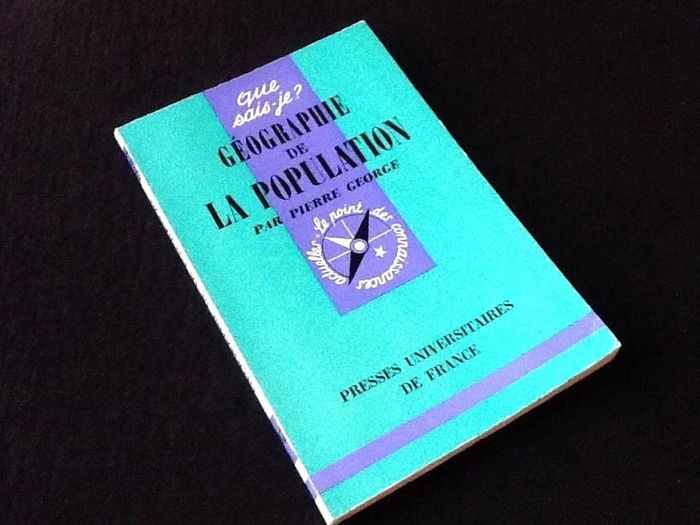 que
sais-je?
GÉOGRAPHIE
DE
LA POPULATION
PAR PIERRE GEORGE
le point des connaissances actuelles
PRESSES UNIVERSITAIRES
DE FRANCE